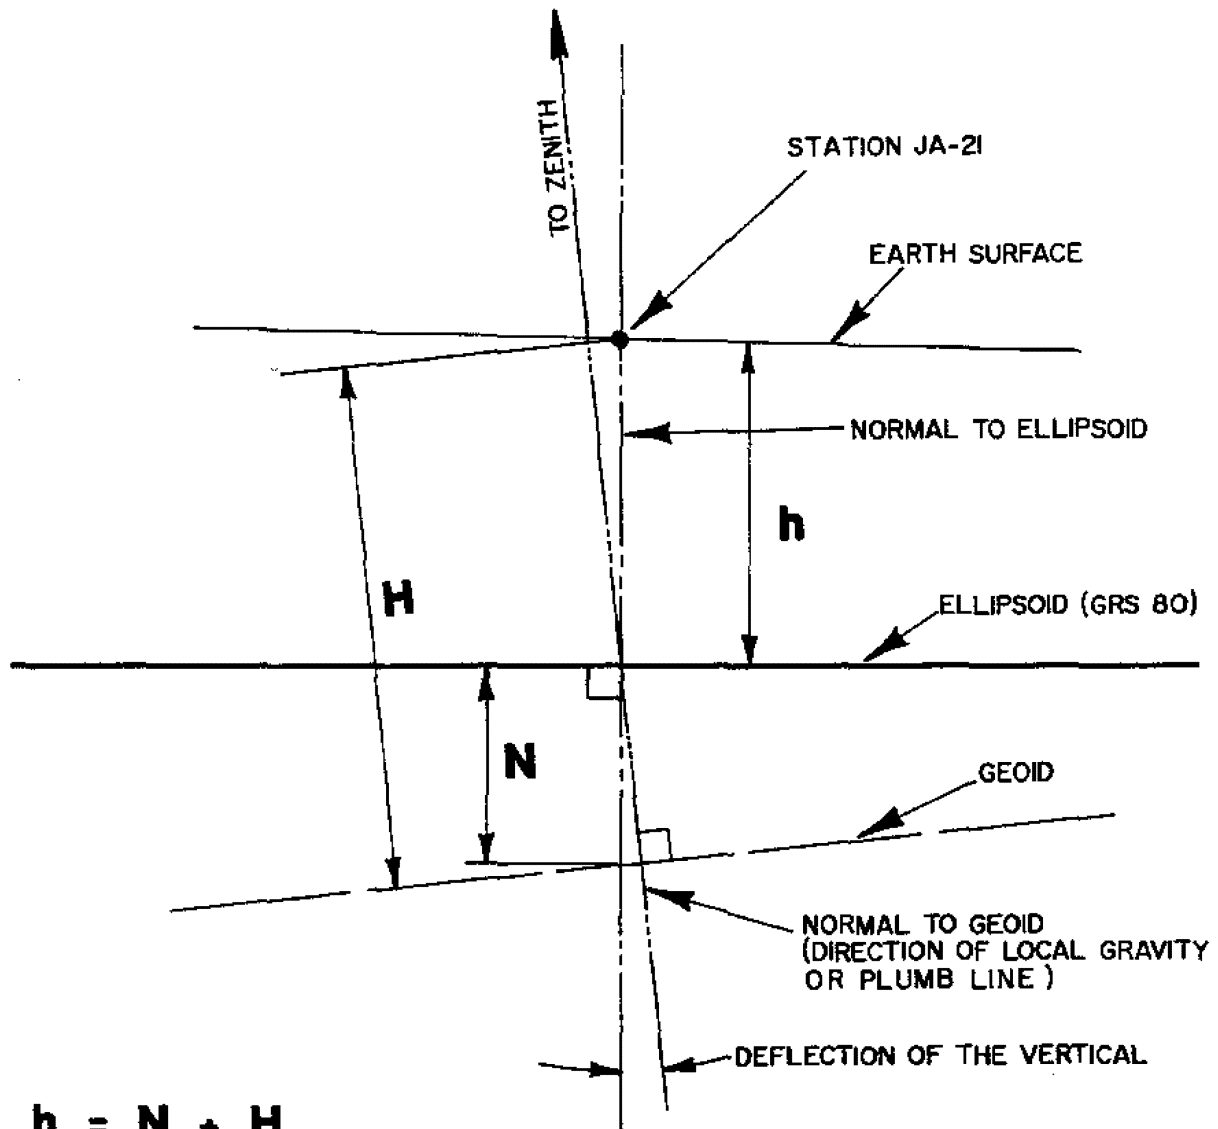 TO ZENITH
STATION JA-21
EARTH SURFACE
NORMAL TO ELLIPSOID
h
H
ELLIPSOID (GRS 80)
N
GEOID
NORMAL TO GEOID
(DIRECTION OF LOCAL GRAVITY
OR PLUMB LINE)
DEFLECTION OF THE VERTICAL
h = N + H